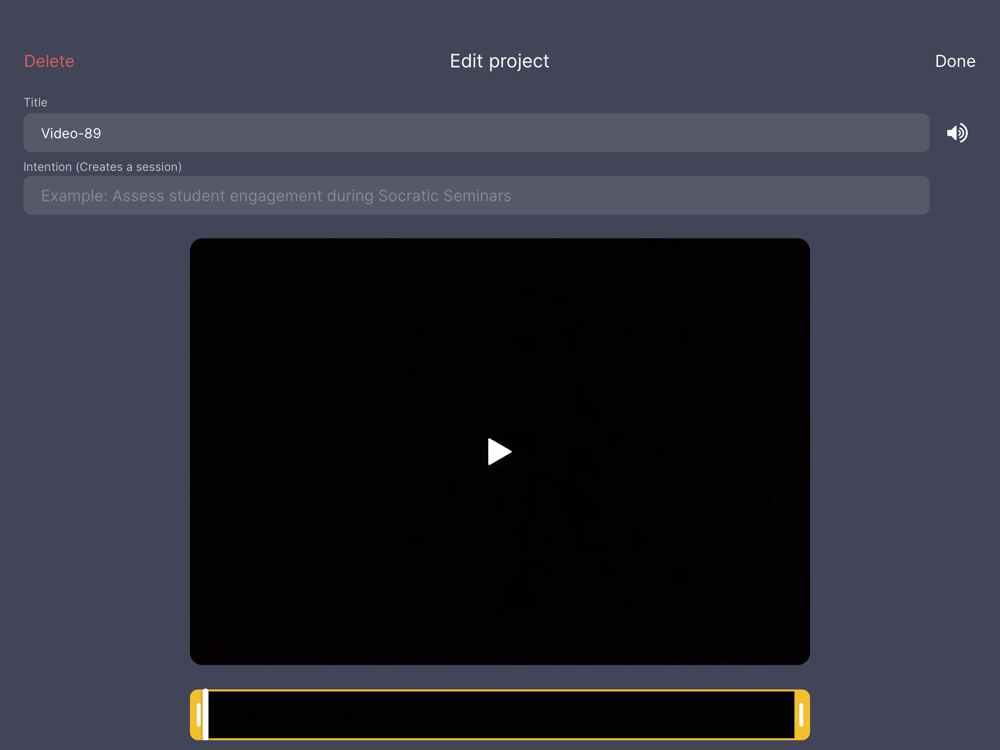 Delete
Edit project
Done
Title
Video-89
Intention (Creates a session)
Example: Assess student engagement during Socratic Seminars